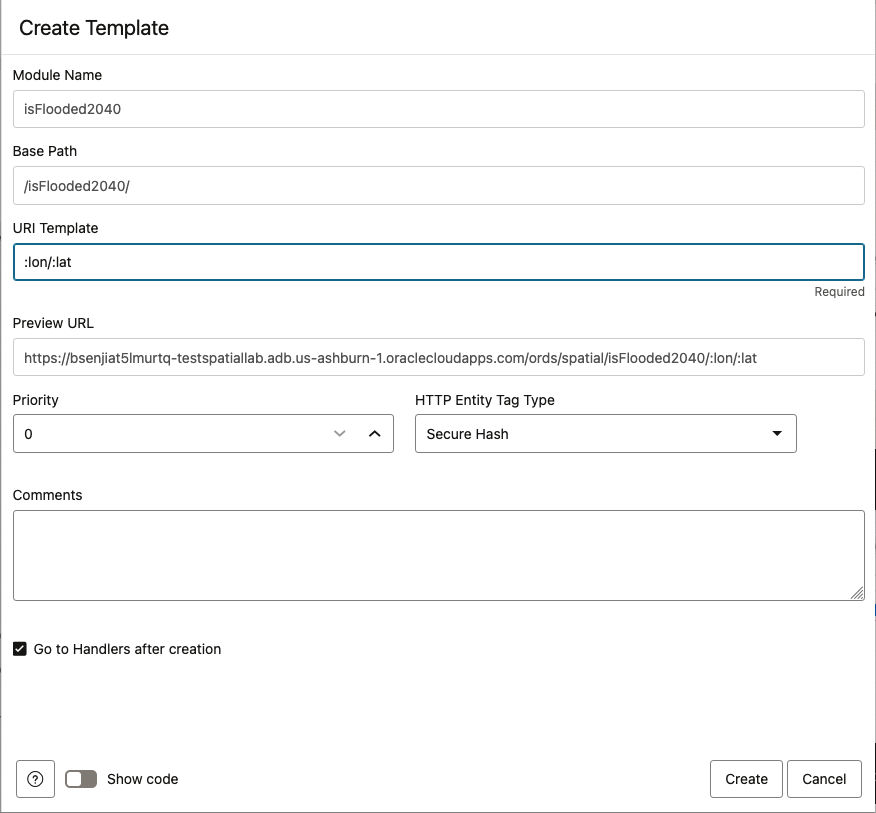 Create Template
Module Name
isFlooded2040
Base Path
/isFlooded2040/
URI Template
:lon/:lat
Required
Preview URL
https://bsenjiat5lmurtq-testspatiallab.adb.us-ashburn-1.oraclecloudapps.com/ords/spatial/isFlooded2040/:lon/:lat
Priority
HTTP Entity Tag Type
0
Secure Hash
Comments
Go to Handlers after creation
?
Show code
Create
Cancel